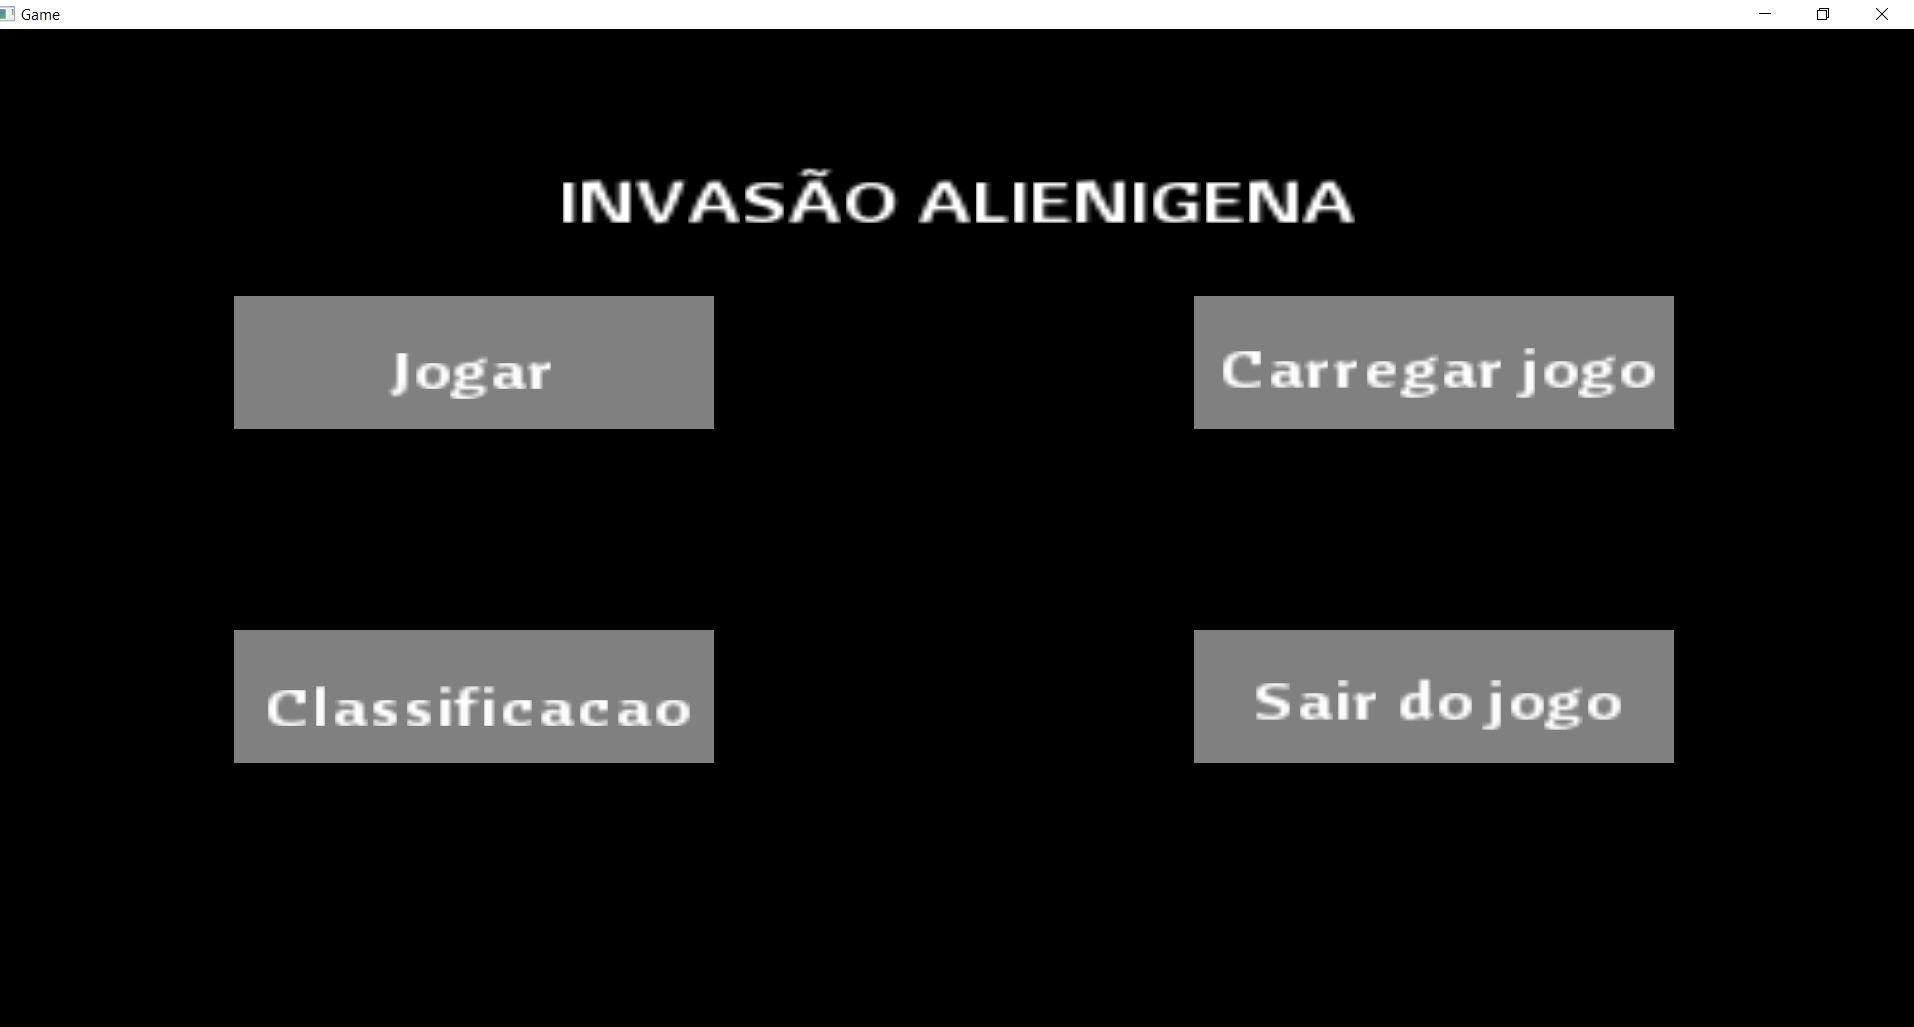 Game
INVASÃO ALIENIGENA
Jogar
Carregar jogo
Classificacao
Sair do jogo